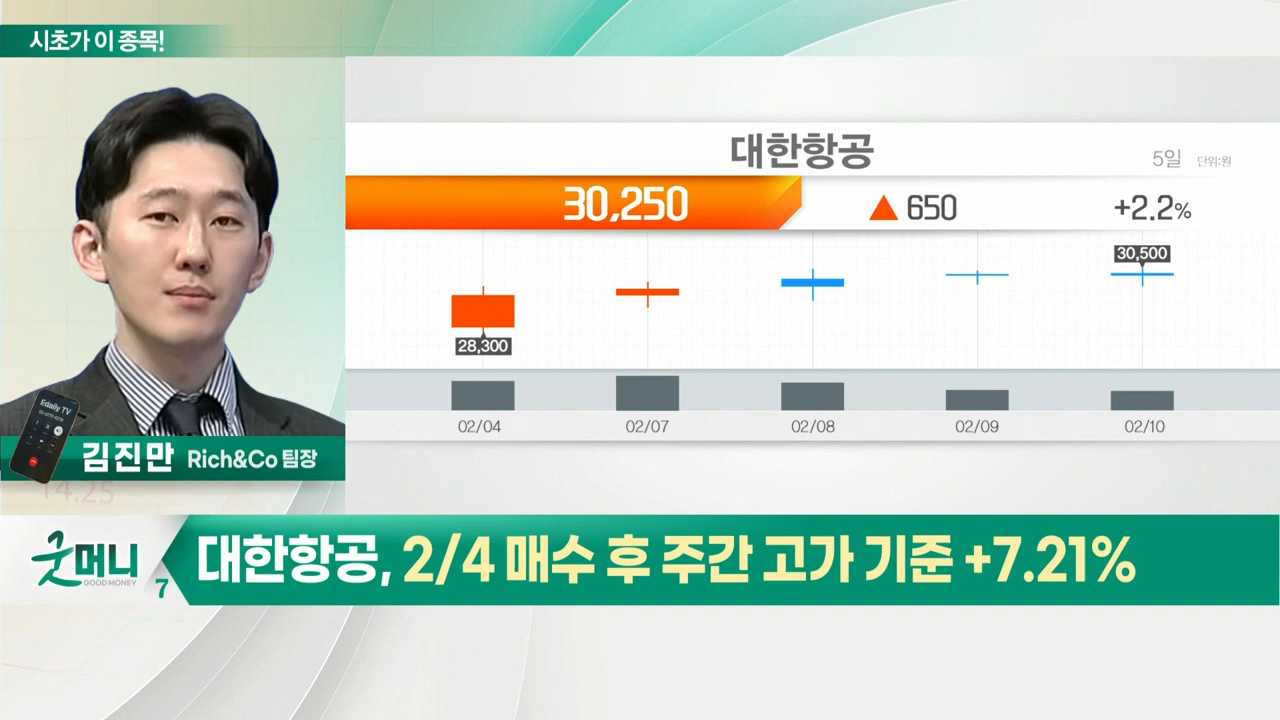 시초가 이 종목!
대한항공
5일 단위:원
30,250 ▲ 650 +2.2%
30,500
28,300
02/04 02/07 02/08 02/09 02/10
Edaily TV
김진만 Rich&Co 팀장
14.25
굿머니
GOOD MONEY
7
대한항공, 2/4 매수 후 주간 고가 기준 +7.21%